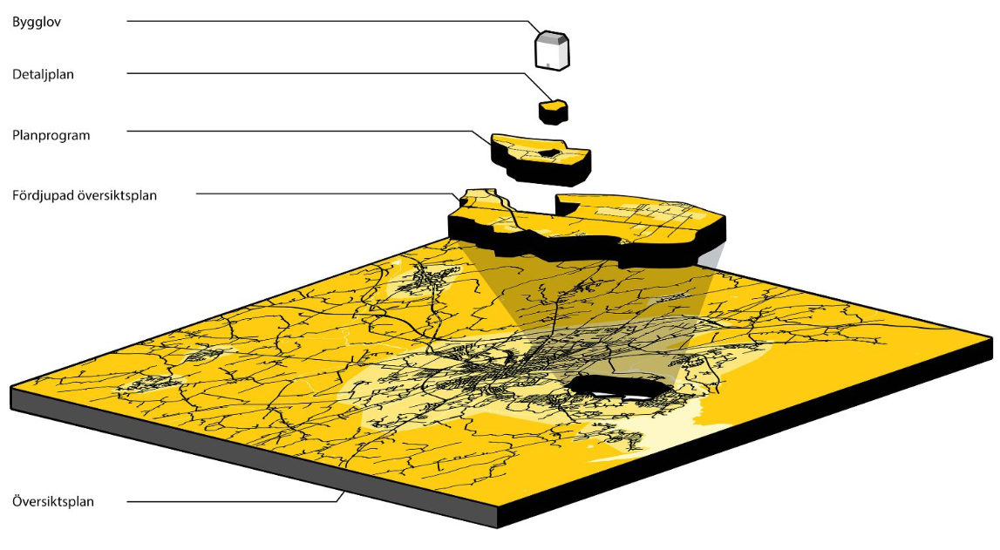 Bygglov
Detaljplan
Planprogram
Fördjupad översiktsplan
Översiktsplan